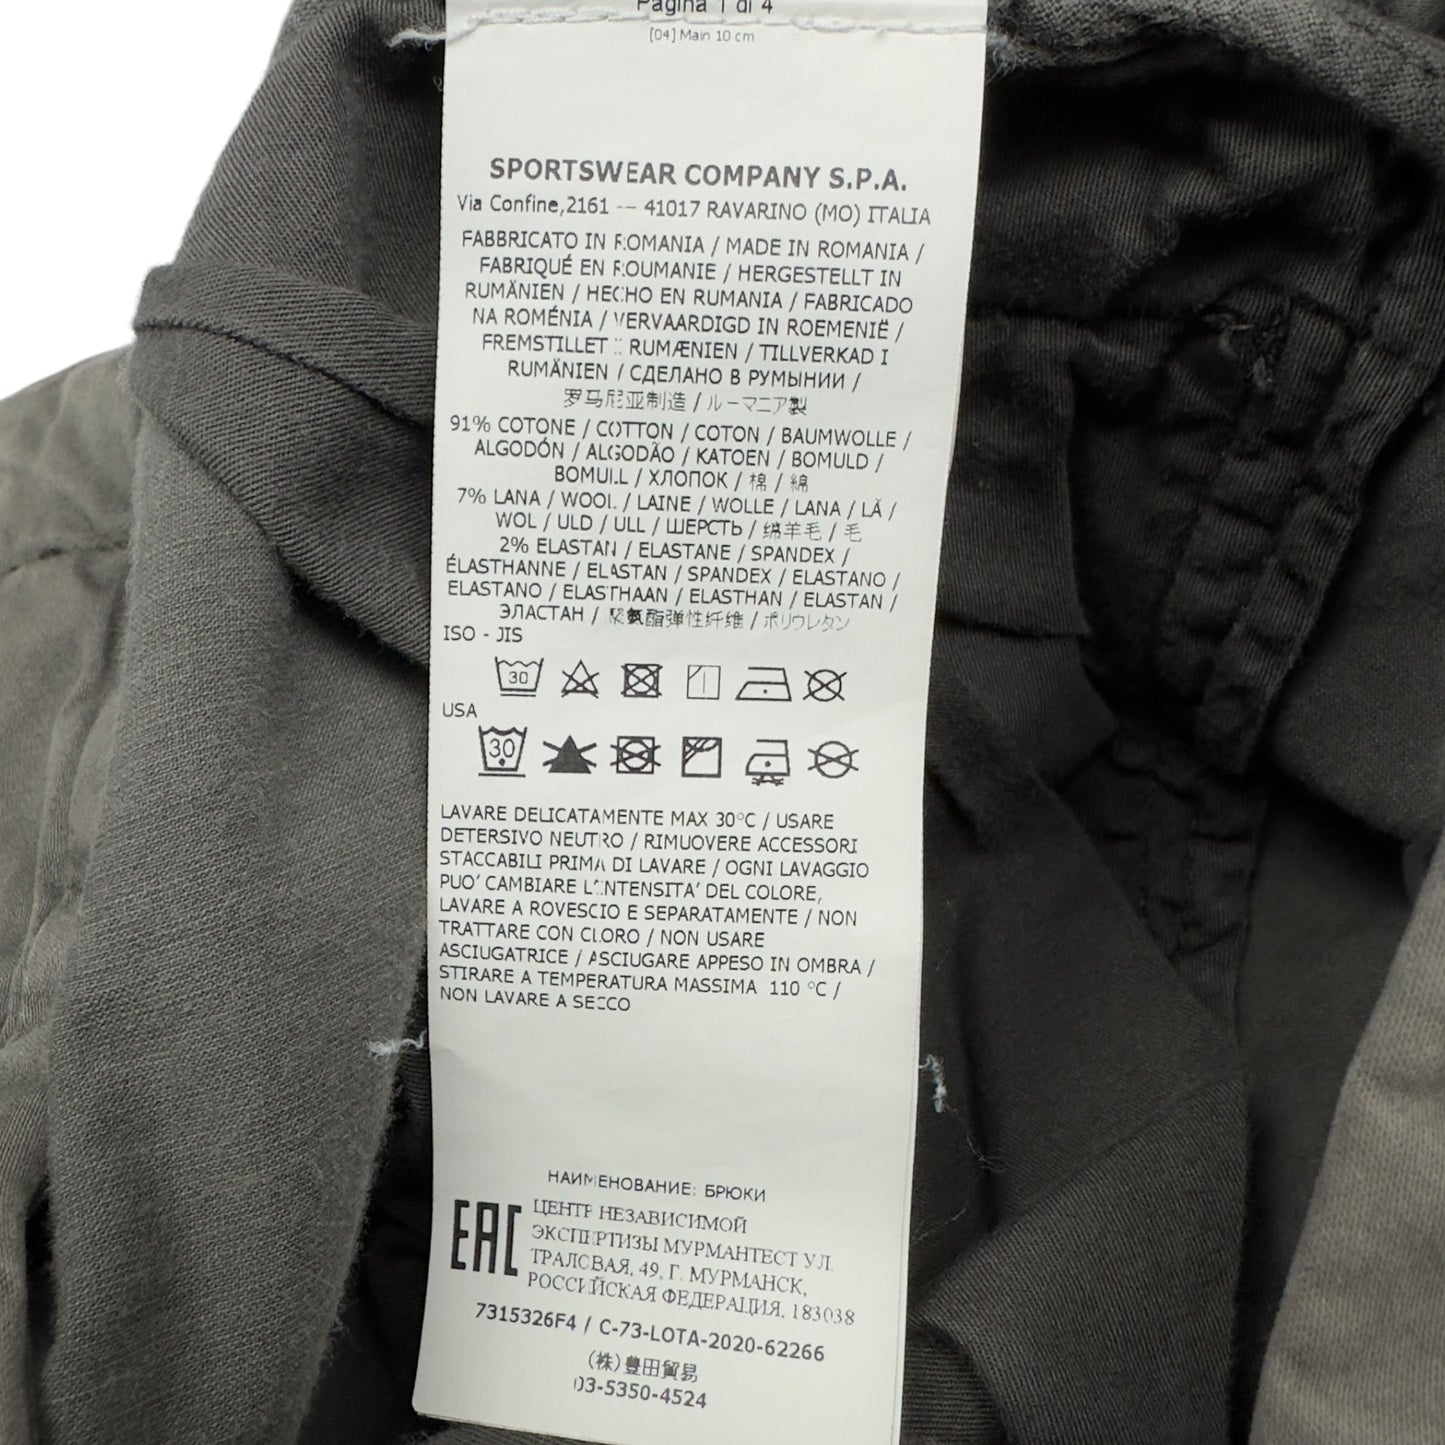 Pagina 1 di 4
[04] Main 10 cm
SPORTSWEAR COMPANY S.P.A.
Via Confine,2161 -- 41017 RAVARINO (MO) ITALIA
FABBRICATO IN ROMANIA / MADE IN ROMANIA /
FABRIQUÉ EN ROUMANIE / HERGESTELLT IN
RUMÄNIEN / HECHO EN RUMANIA / FABRICADO
NA ROMÉNIA / VERVAARDIGD IN ROEMENIË /
FREMSTILLET I RUMÆNIEN / TILLVERKAD I
RUMÄNIEN / СДЕЛАНО В РУМЫНИИ /
罗马尼亚制造 / ルーマニア製
91% COTONE / COTTON / COTON / BAUMWOLLE /
ALGODÓN / ALGODÃO / KATOEN / BOMULD /
BOMULL / ХЛОПОК / 棉 / 綿
7% LANA / WOOL / LAINE / WOLLE / LANA / LÃ /
WOL / ULD / ULL / ШЕРСТЬ / 绵羊毛 / 毛
2% ELASTAN / ELASTANE / SPANDEX /
ÉLASTHANNE / ELASTAN / SPANDEX / ELASTANO /
ELASTANO / ELASTHAAN / ELASTHAN / ELASTAN /
ЭЛАСТАН / 聚氨酯弹性纤维 / ポリウレタン
ISO - JIS
30
USA
30
LAVARE DELICATAMENTE MAX 30°C / USARE
DETERSIVO NEUTRO / RIMUOVERE ACCESSORI
STACCABILI PRIMA DI LAVARE / OGNI LAVAGGIO
PUO' CAMBIARE L'INTENSITA' DEL COLORE,
LAVARE A ROVESCIO E SEPARATAMENTE / NON
TRATTARE CON CLORO / NON USARE
ASCIUGATRICE / ASCIUGARE APPESO IN OMBRA /
STIRARE A TEMPERATURA MASSIMA 110 °C /
NON LAVARE A SECCO
НАИМЕНОВАНИЕ: БРЮКИ
EAC
ЦЕНТР НЕЗАВИСИМОЙ
ЭКСПЕРТИЗЫ МУРМАНТЕСТ УЛ.
ТРАЛОВАЯ, 49, Г. МУРМАНСК,
РОССИЙСКАЯ ФЕДЕРАЦИЯ, 183038
7315326F4 / C-73-LOTA-2020-62266
(株)豊田貿易
03-5350-4524